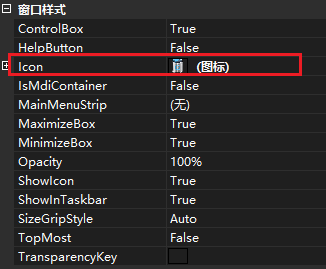 窗口样式
ControlBox True
HelpButton False
Icon (图标)
IsMdiContainer False
MainMenuStrip (无)
MaximizeBox True
MinimizeBox True
Opacity 100%
ShowIcon True
ShowInTaskbar True
SizeGripStyle Auto
TopMost False
TransparencyKey